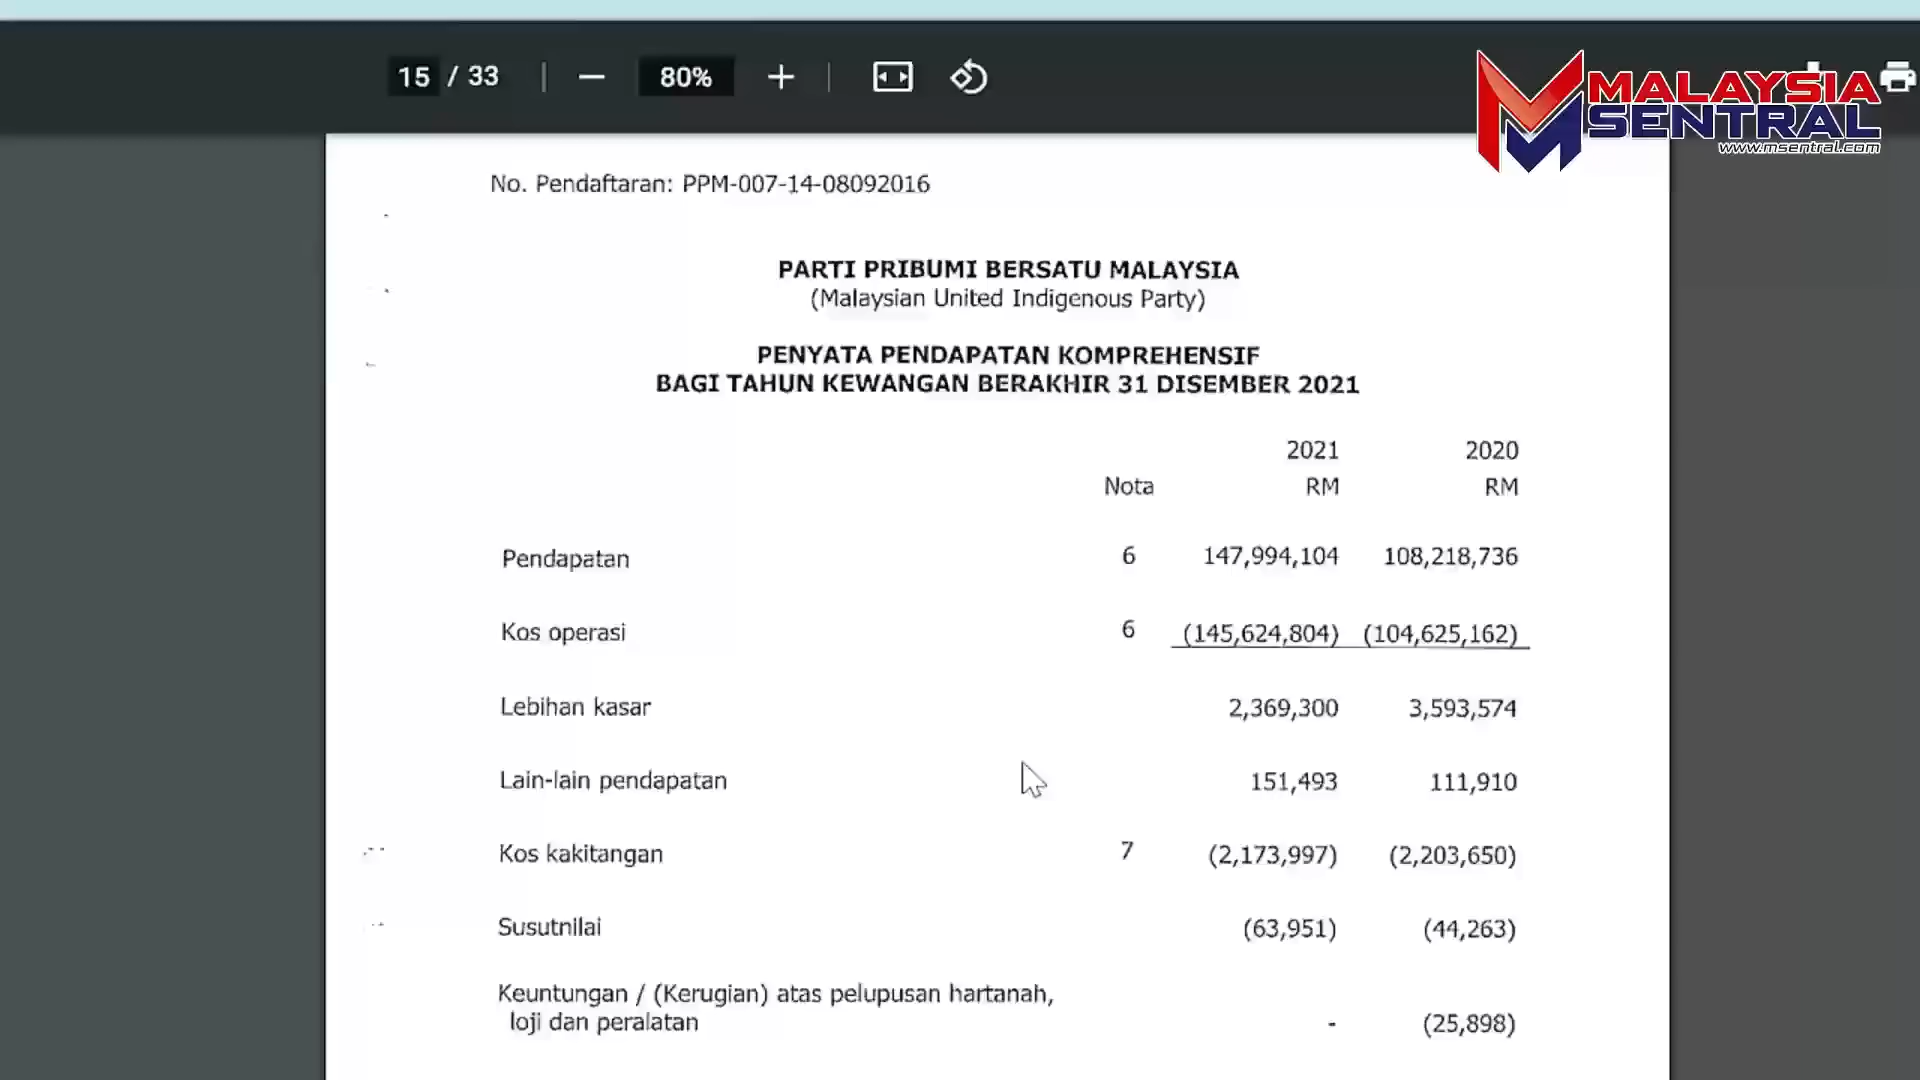 15 / 33 80%
MALAYSIA
SENTRAL
www.msentral.com
No. Pendaftaran: PPM-007-14-08092016
PARTI PRIBUMI BERSATU MALAYSIA
(Malaysian United Indigenous Party)
PENYATA PENDAPATAN KOMPREHENSIF
BAGI TAHUN KEWANGAN BERAKHIR 31 DISEMBER 2021
2021 2020
Nota RM RM
Pendapatan 6 147,994,104 108,218,736
Kos operasi 6 (145,624,804) (104,625,162)
Lebihan kasar 2,369,300 3,593,574
Lain-lain pendapatan 151,493 111,910
Kos kakitangan 7 (2,173,997) (2,203,650)
Susutnilai (63,951) (44,263)
Keuntungan / (Kerugian) atas pelupusan hartanah,
loji dan peralatan - (25,898)